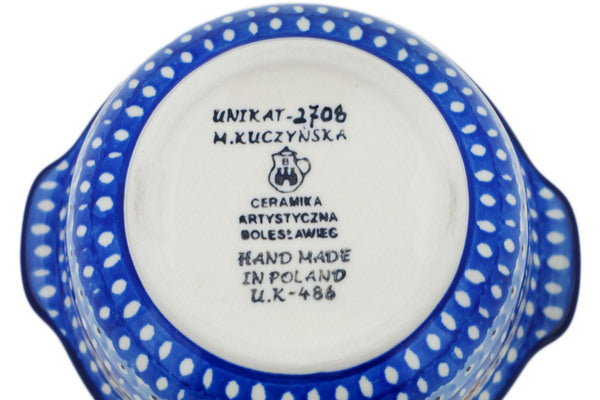 UNIKAT-2708
M.KUCZYŃSKA
B
CERAMIKA
ARTYSTYCZNA
BOLESŁAWIEC
HAND MADE
IN POLAND
U.K-486